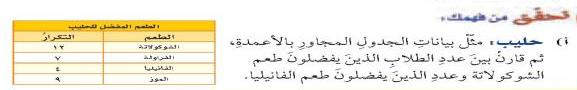 تحقق من فهمك:
أ) حليب: مثّل بيانات الجدول المجاور بالأعمدة،
ثم قارن بين عدد الطلاب الذين يفضلون طعم
الشوكولاتة وعدد الذين يفضلون طعم الفانيليا.
الطعم المفضل للحليب
الطعم التكرار
الشوكولاتة ١٢
الفراولة ٧
الفانيليا ٤
الموز ٩